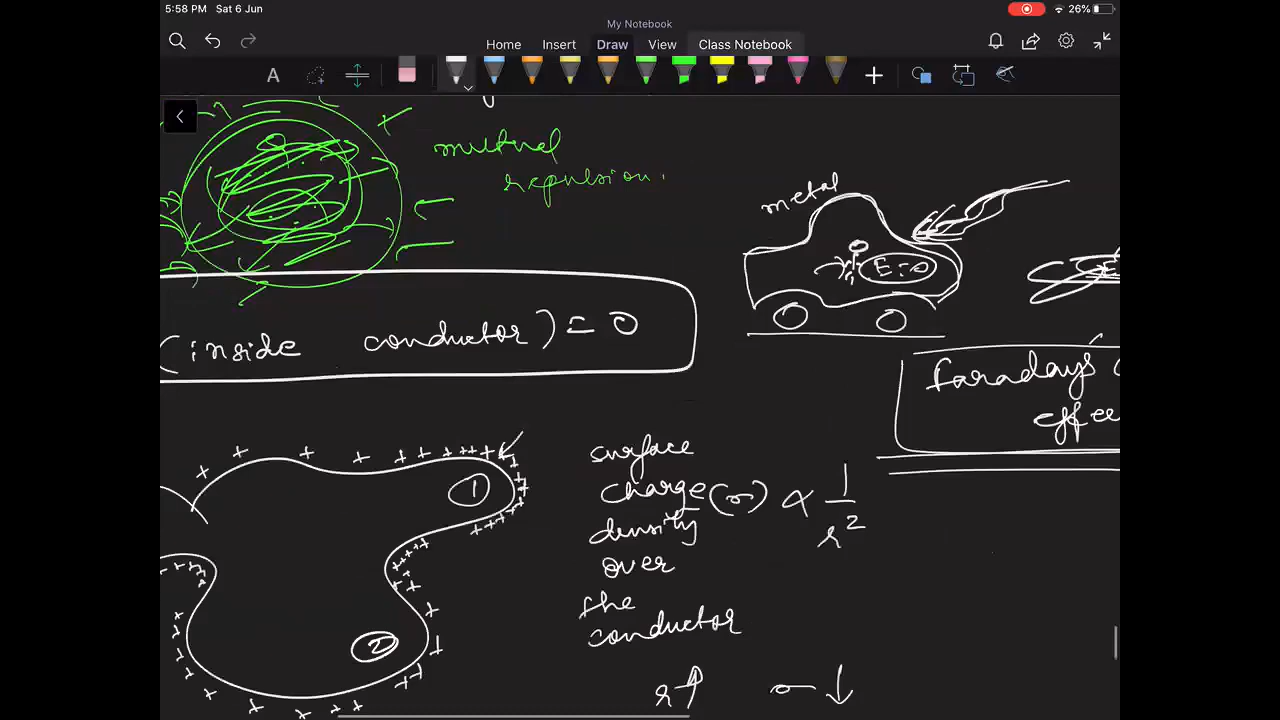 5:58 PM Sat 6 Jun
26%
My Notebook
Home Insert Draw View Class Notebook
A
mutual
repulsion.
metal
E=0
(inside conductor) = 0
faradays
effe
+ + + + + + + + + +
1
2
surface
charge (σ) ∝ 1/r²
density
over
the
conductor
r↑ σ↓